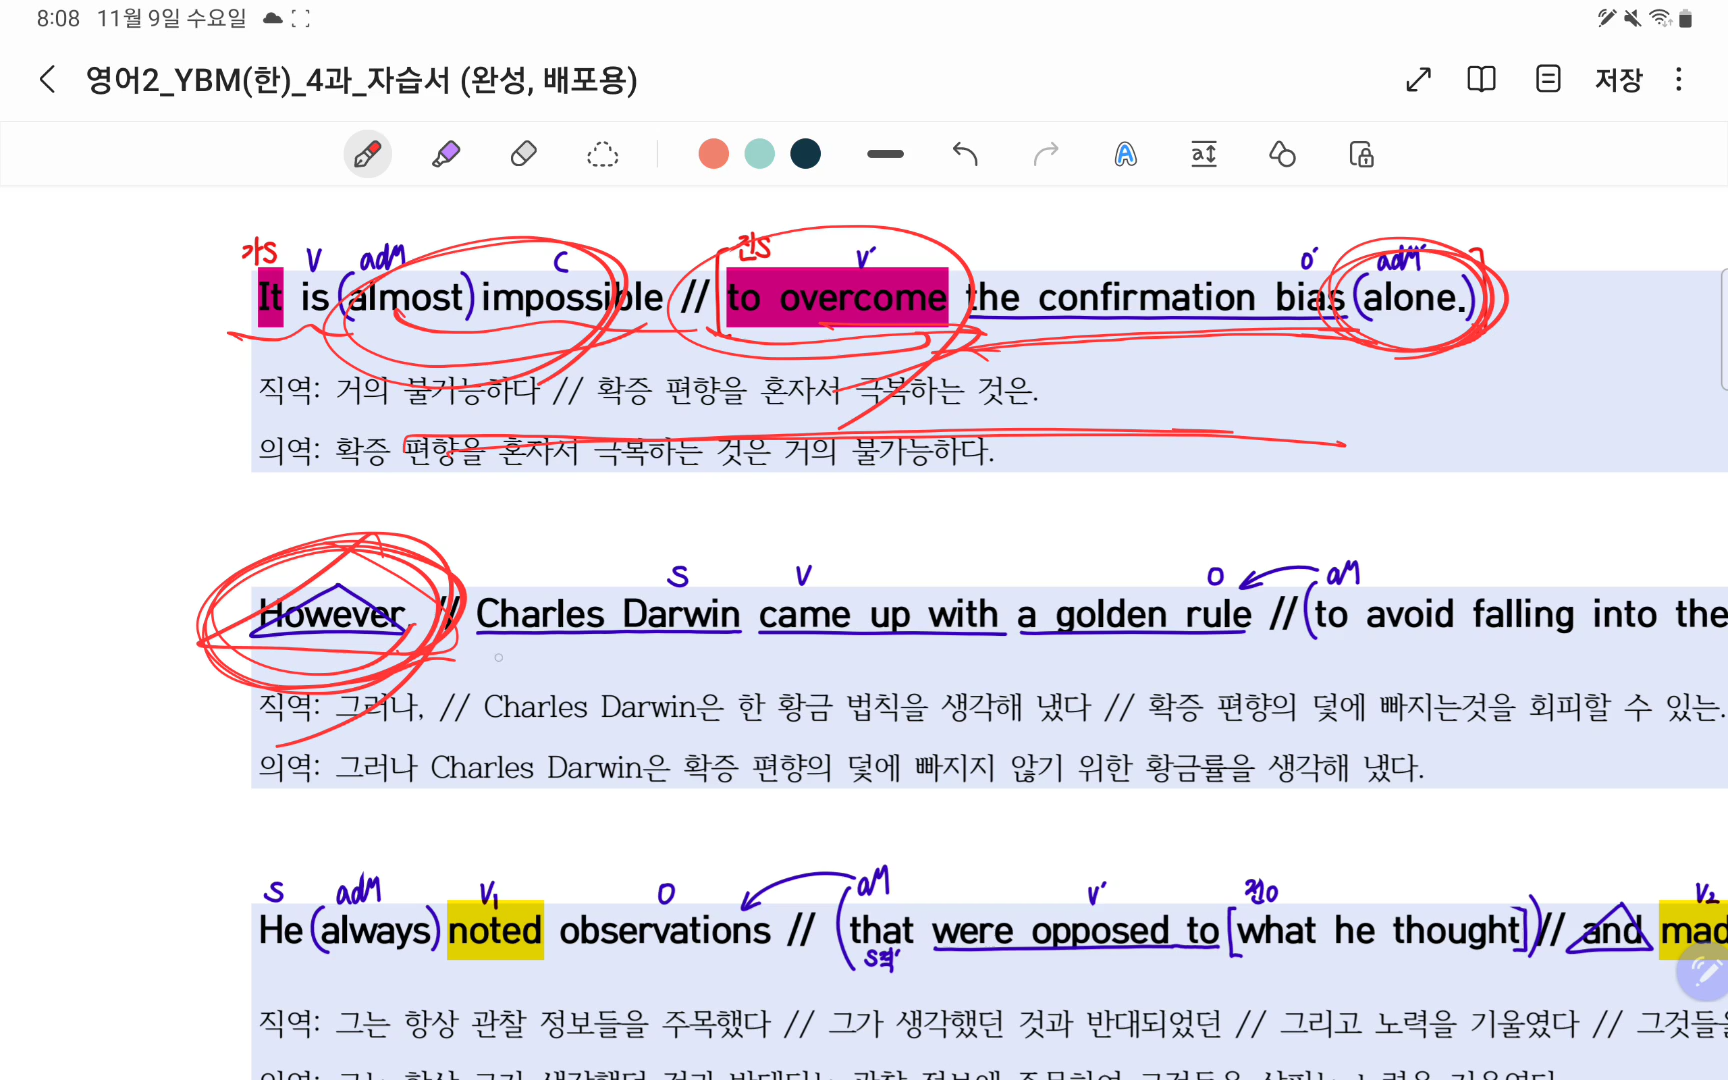 8:08 11월 9일 수요일
영어2_YBM(한)_4과_자습서 (완성, 배포용)
저장
가S V adM C 진S V' O' adM'
It is (almost) impossible // [to overcome the confirmation bias (alone.)]
직역: 거의 불가능하다 // 확증 편향을 혼자서 극복하는 것은.
의역: 확증 편향을 혼자서 극복하는 것은 거의 불가능하다.
S V O aM
However, // Charles Darwin came up with a golden rule // (to avoid falling into the
직역: 그러나, // Charles Darwin은 한 황금 법칙을 생각해 냈다 // 확증 편향의 덫에 빠지는것을 회피할 수 있는.
의역: 그러나 Charles Darwin은 확증 편향의 덫에 빠지지 않기 위한 황금률을 생각해 냈다.
S adM V1 O aM V' 전O V2
He (always) noted observations // (that were opposed to [what he thought]) // and mad
직역: 그는 항상 관찰 정보들을 주목했다 // 그가 생각했던 것과 반대되었던 // 그리고 노력을 기울였다 // 그것들을